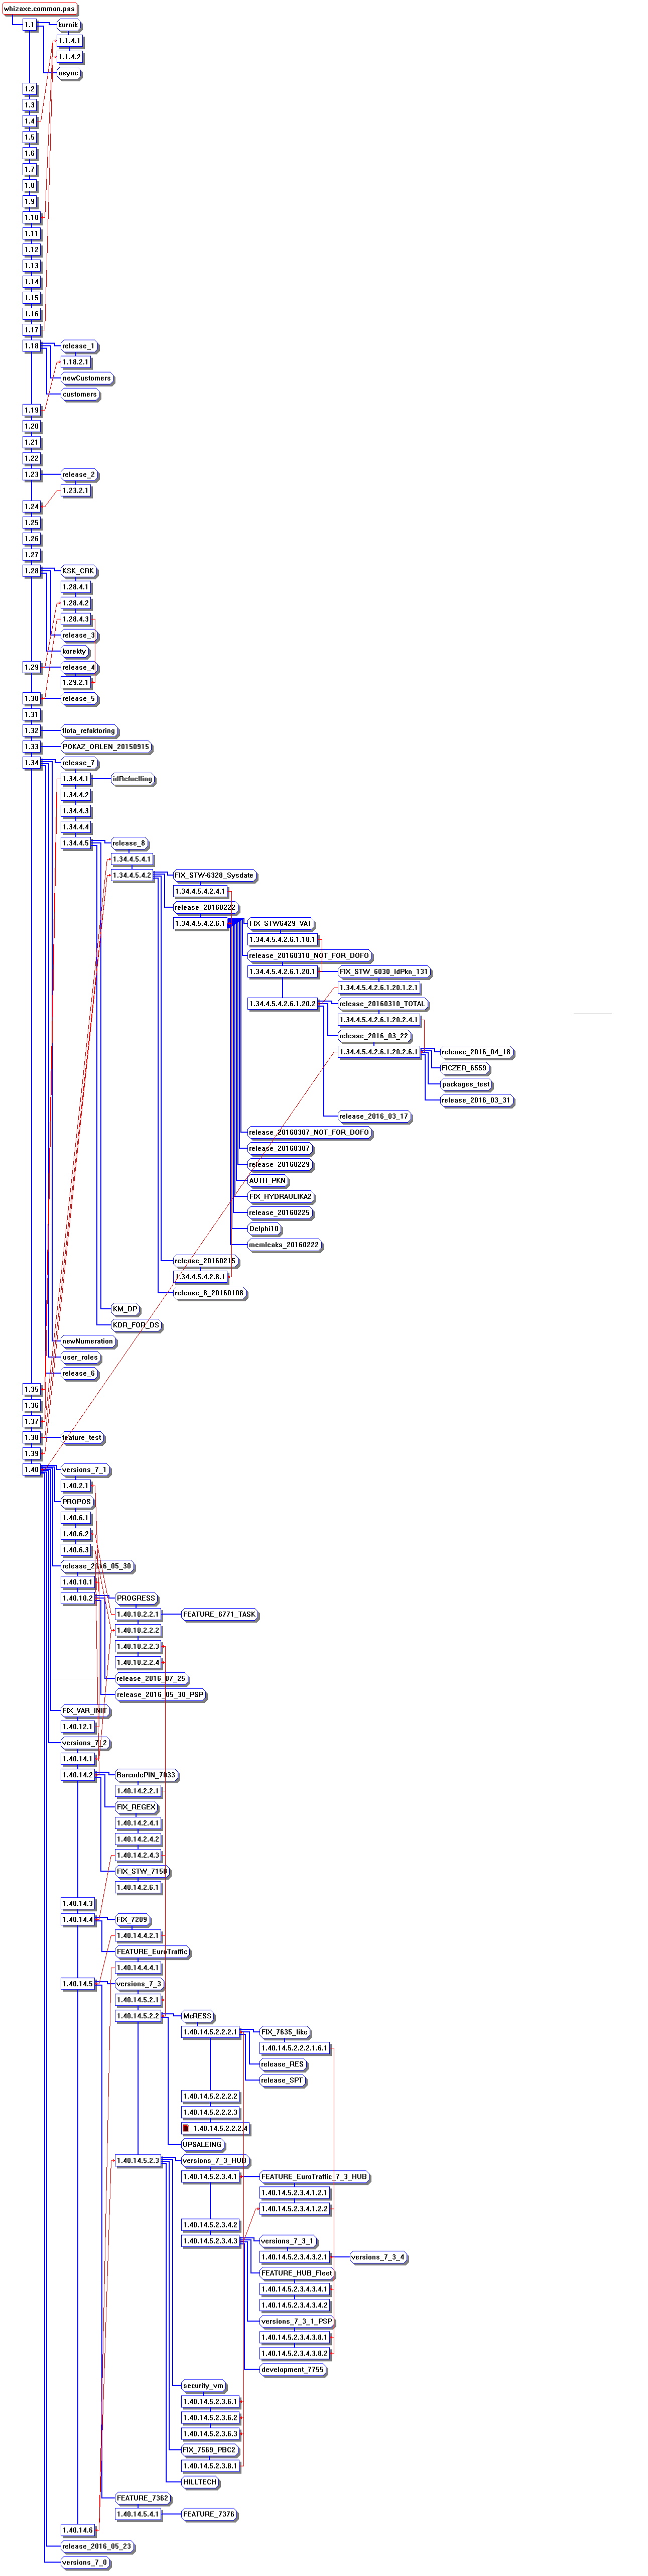 whizaxe.common.pas
1.1
kurnik
1.1.4.1
1.1.4.2
async
1.2
1.3
1.4
1.5
1.6
1.7
1.8
1.9
1.10
1.11
1.12
1.13
1.14
1.15
1.16
1.17
1.18
release_1
1.18.2.1
newCustomers
customers
1.19
1.20
1.21
1.22
1.23
release_2
1.23.2.1
1.24
1.25
1.26
1.27
1.28
KSK_CRK
1.28.4.1
1.28.4.2
1.28.4.3
release_3
korekty
1.29
release_4
1.29.2.1
1.30
release_5
1.31
1.32
flota_refaktoring
1.33
POKAZ_ORLEN_20150915
1.34
release_7
1.34.4.1
idRefuelling
1.34.4.2
1.34.4.3
1.34.4.4
1.34.4.5
release_8
1.34.4.5.4.1
1.34.4.5.4.2
FIX_STW-6328_Sysdate
1.34.4.5.4.2.4.1
release_20160222
1.34.4.5.4.2.6.1
FIX_STW6429_VAT
1.34.4.5.4.2.6.1.18.1
release_20160310_NOT_FOR_DOFO
1.34.4.5.4.2.6.1.20.1
FIX_STW_6030_IdPkn_131
1.34.4.5.4.2.6.1.20.1.2.1
1.34.4.5.4.2.6.1.20.2
release_20160310_TOTAL
1.34.4.5.4.2.6.1.20.2.4.1
release_2016_03_22
1.34.4.5.4.2.6.1.20.2.6.1
release_2016_04_18
FICZER_6559
packages_test
release_2016_03_31
release_2016_03_17
release_20160307_NOT_FOR_DOFO
release_20160307
release_20160229
AUTH_PKN
FIX_HYDRAULIKA2
release_20160225
Delphi10
memleaks_20160222
release_20160215
1.34.4.5.4.2.8.1
release_8_20160108
KM_DP
KDR_FOR_DS
newNumeration
user_roles
release_6
1.35
1.36
1.37
1.38
feature_test
1.39
1.40
versions_7_1
1.40.2.1
PROPOS
1.40.6.1
1.40.6.2
1.40.6.3
release_2016_05_30
1.40.10.1
1.40.10.2
PROGRESS
1.40.10.2.2.1
FEATURE_6771_TASK
1.40.10.2.2.2
1.40.10.2.2.3
1.40.10.2.2.4
release_2016_07_25
release_2016_05_30_PSP
FIX_VAR_INIT
1.40.12.1
versions_7_2
1.40.14.1
1.40.14.2
BarcodePIN_7033
1.40.14.2.2.1
FIX_REGEX
1.40.14.2.4.1
1.40.14.2.4.2
1.40.14.2.4.3
FIX_STW_7158
1.40.14.2.6.1
1.40.14.3
1.40.14.4
FIX_7209
1.40.14.4.2.1
FEATURE_EuroTraffic
1.40.14.4.4.1
1.40.14.5
versions_7_3
1.40.14.5.2.1
1.40.14.5.2.2
McRESS
1.40.14.5.2.2.2.1
FIX_7635_like
1.40.14.5.2.2.2.1.6.1
release_RES
release_SPT
1.40.14.5.2.2.2.2
1.40.14.5.2.2.2.3
1.40.14.5.2.2.2.4
UPSALEING
1.40.14.5.2.3
versions_7_3_HUB
1.40.14.5.2.3.4.1
FEATURE_EuroTraffic_7_3_HUB
1.40.14.5.2.3.4.1.2.1
1.40.14.5.2.3.4.1.2.2
1.40.14.5.2.3.4.2
1.40.14.5.2.3.4.3
versions_7_3_1
1.40.14.5.2.3.4.3.2.1
versions_7_3_4
FEATURE_HUB_Fleet
1.40.14.5.2.3.4.3.4.1
1.40.14.5.2.3.4.3.4.2
versions_7_3_1_PSP
1.40.14.5.2.3.4.3.8.1
1.40.14.5.2.3.4.3.8.2
development_7755
security_vm
1.40.14.5.2.3.6.1
1.40.14.5.2.3.6.2
1.40.14.5.2.3.6.3
FIX_7569_PBC2
1.40.14.5.2.3.8.1
HILLTECH
FEATURE_7362
1.40.14.5.4.1
FEATURE_7376
1.40.14.6
release_2016_05_23
versions_7_0